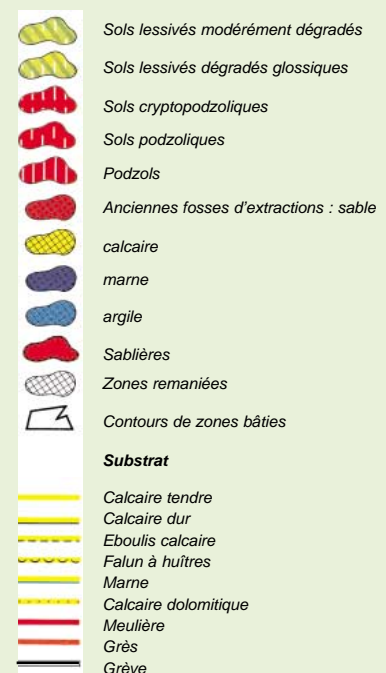 Sols lessivés modérément dégradés
Sols lessivés dégradés glossiques
Sols cryptopodzoliques
Sols podzoliques
Podzols
Anciennes fosses d'extractions : sable
calcaire
marne
argile
Sablières
Zones remaniées
Contours de zones bâties
Substrat
Calcaire tendre
Calcaire dur
Eboulis calcaire
Falun à huîtres
Marne
Calcaire dolomitique
Meulière
Grès
Grève